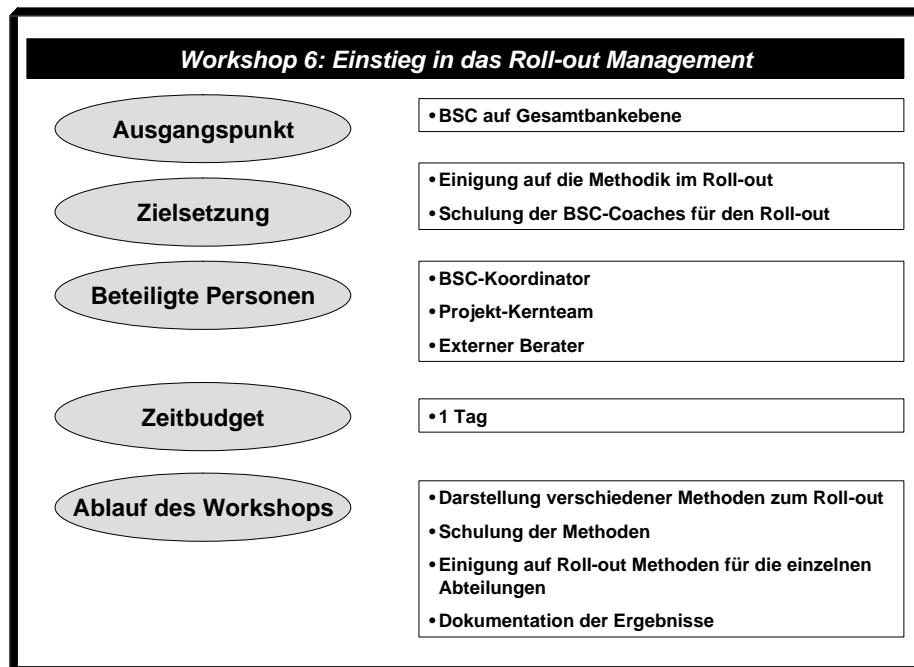 Workshop 6: Einstieg in das Roll-out Management
Ausgangspunkt
• BSC auf Gesamtbankebene
Zielsetzung
• Einigung auf die Methodik im Roll-out
• Schulung der BSC-Coaches für den Roll-out
Beteiligte Personen
• BSC-Koordinator
• Projekt-Kernteam
• Externer Berater
Zeitbudget
• 1 Tag
Ablauf des Workshops
• Darstellung verschiedener Methoden zum Roll-out
• Schulung der Methoden
• Einigung auf Roll-out Methoden für die einzelnen
Abteilungen
• Dokumentation der Ergebnisse